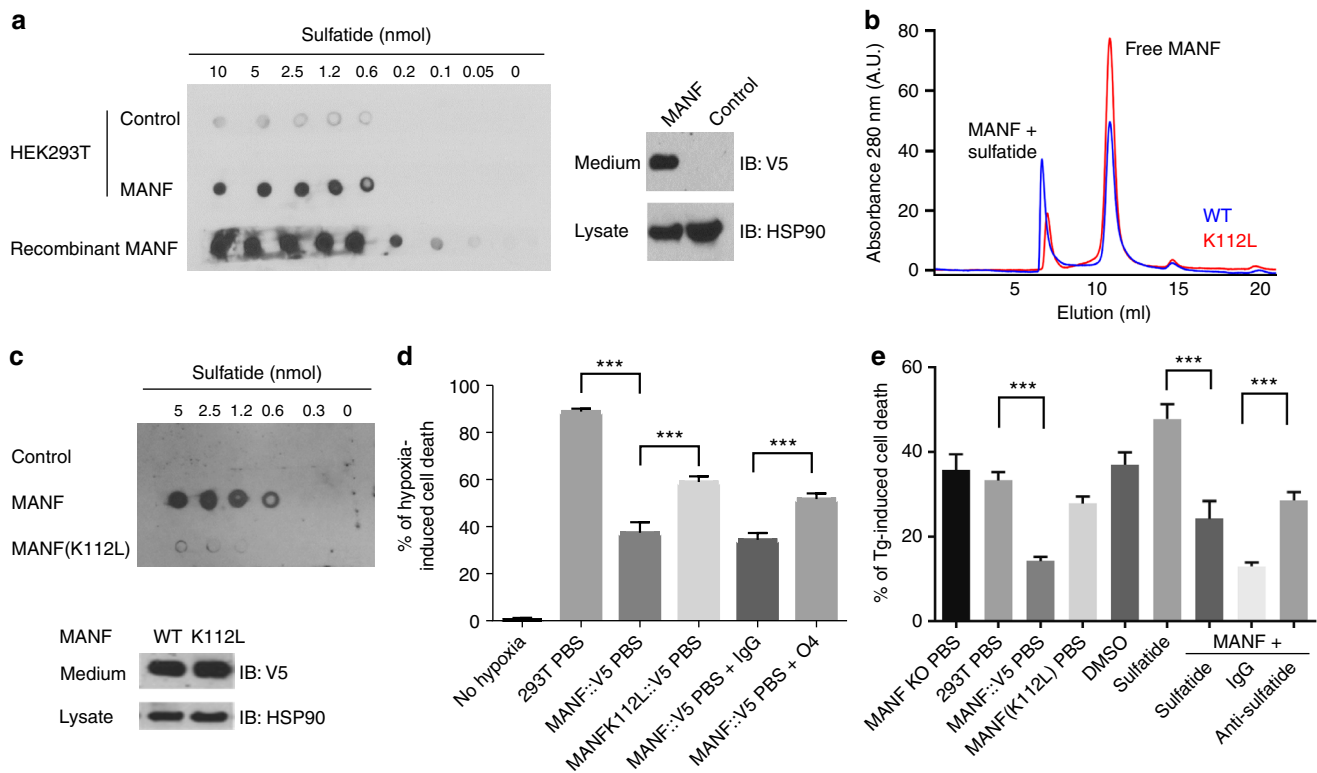 a
Sulfatide (nmol)
10 5 2.5 1.2 0.6 0.2 0.1 0.05 0
HEK293T
Control
MANF
Recombinant MANF
MANF
Control
Medium
IB: V5
Lysate
IB: HSP90
b
Absorbance 280 nm (A.U.)
80
60
40
20
0
MANF +
sulfatide
Free MANF
WT
K112L
5 10 15 20
Elution (ml)
c
Sulfatide (nmol)
5 2.5 1.2 0.6 0.3 0
Control
MANF
MANF(K112L)
MANF WT K112L
Medium
IB: V5
Lysate
IB: HSP90
d
% of hypoxia-
induced cell death
100
80
60
40
20
0
***
***
***
No hypoxia
293T PBS
MANF::V5 PBS
MANFK112L::V5 PBS
MANF::V5 PBS + IgG
MANF::V5 PBS + O4
e
% of Tg-induced cell death
60
40
20
0
***
***
***
MANF KO PBS
293T PBS
MANF::V5 PBS
MANF(K112L) PBS
DMSO
Sulfatide
MANF +
Sulfatide
IgG
Anti-sulfatide